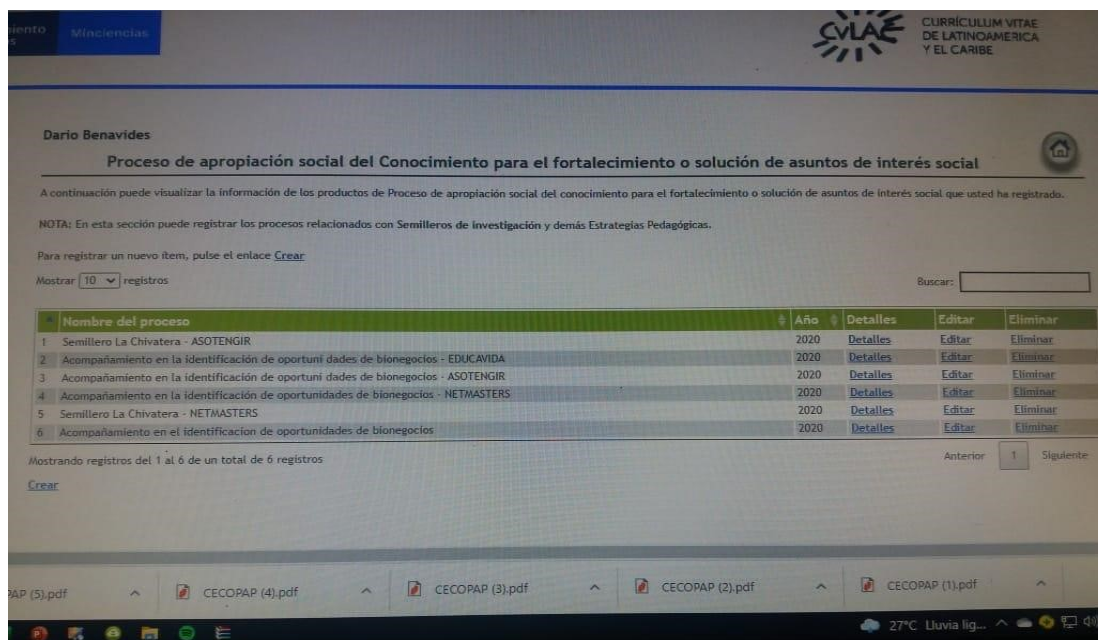 iento
Minciencias
CVLAC
CURRÍCULUM VITAE
DE LATINOAMERICA
Y EL CARIBE
Dario Benavides
Proceso de apropiación social del Conocimiento para el fortalecimiento o solución de asuntos de interés social
A continuación puede visualizar la información de los productos de Proceso de apropiación social del conocimiento para el fortalecimiento o solución de asuntos de interés social que usted ha registrado.
NOTA: En esta sección puede registrar los procesos relacionados con Semilleros de investigación y demás Estrategias Pedagógicas.
Para registrar un nuevo ítem, pulse el enlace Crear
Mostrar 10 registros Buscar:
Nombre del proceso Año Detalles Editar Eliminar
1 Semillero La Chivatera - ASOTENGIR 2020 Detalles Editar Eliminar
2 Acompañamiento en la identificación de oportuni dades de bionegocios - EDUCAVIDA 2020 Detalles Editar Eliminar
3 Acompañamiento en la identificación de oportuni dades de bionegocios - ASOTENGIR 2020 Detalles Editar Eliminar
4 Acompañamiento en la identificación de oportunidades de bionegocios - NETMASTERS 2020 Detalles Editar Eliminar
5 Semillero La Chivatera - NETMASTERS 2020 Detalles Editar Eliminar
6 Acompañamiento en el identificacion de oportunidades de bionegocios 2020 Detalles Editar Eliminar
Mostrando registros del 1 al 6 de un total de 6 registros Anterior 1 Siguiente
Crear
PAP (5).pdf CECOPAP (4).pdf CECOPAP (3).pdf CECOPAP (2).pdf CECOPAP (1).pdf
27°C Lluvia lig...